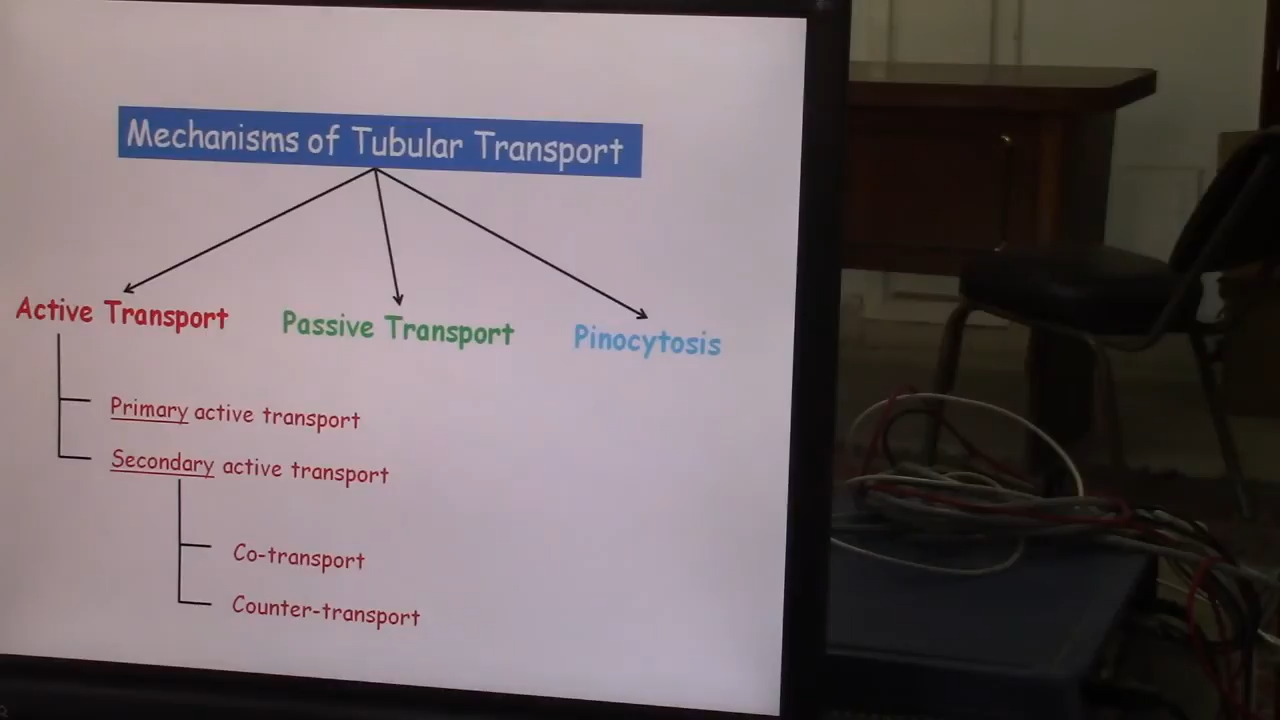 Mechanisms of Tubular Transport
Active Transport
Passive Transport
Pinocytosis
Primary active transport
Secondary active transport
Co-transport
Counter-transport